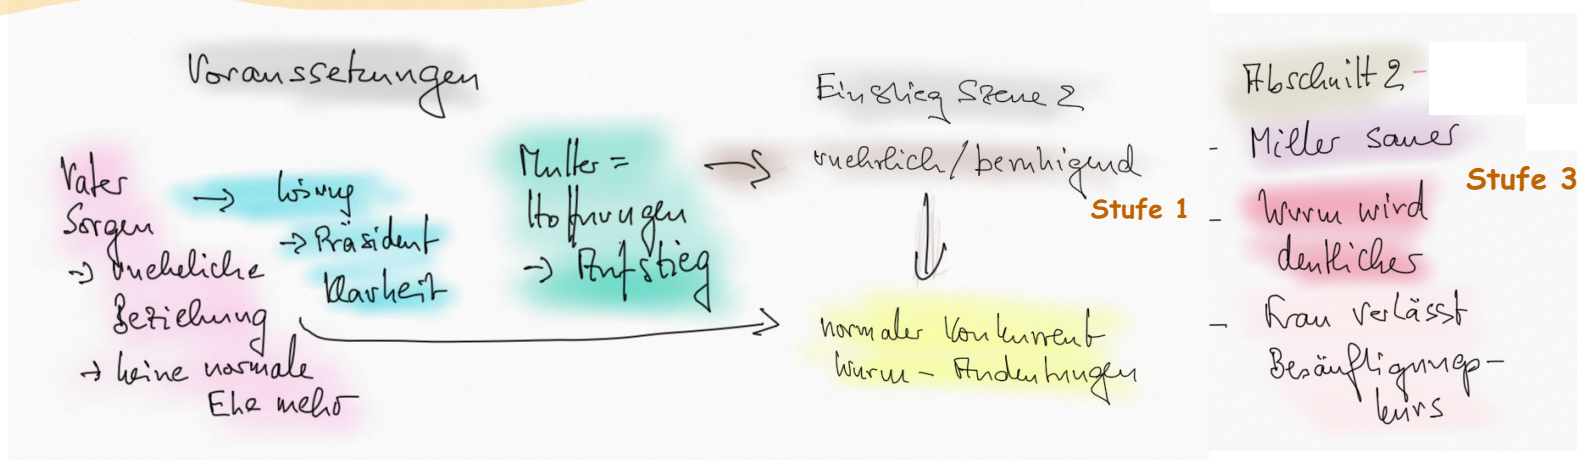 Voraussetzungen
Vater
Sorgen
→ uneheliche
Beziehung
→ keine normale
Ehe mehr
→ Lösung
→ Präsident
Klarheit
Mutter =
Hoffnungen
→ Aufstieg
Einstieg Szene 2
→ unehrlich/beruhigend
Stufe 1
normaler Konkurrent
Wurm - Andeutungen
Abschnitt 2 -
- Miller sauer
Stufe 3
- Wurm wird
deutlicher
- Frau verlässt
Besänftigungs-
kurs